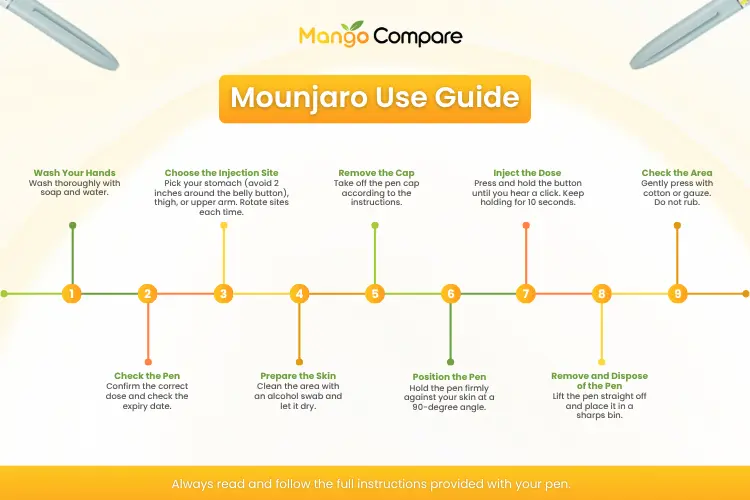 Mango Compare
Mounjaro Use Guide
Wash Your Hands
Wash thoroughly with
soap and water.
Choose the Injection Site
Pick your stomach (avoid 2
inches around the belly button),
thigh, or upper arm. Rotate sites
each time.
Remove the Cap
Take off the pen cap
according to the
instructions.
Inject the Dose
Press and hold the button
until you hear a click. Keep
holding for 10 seconds.
Check the Area
Gently press with
cotton or gauze.
Do not rub.
1 2 3 4 5 6 7 8 9
Check the Pen
Confirm the correct
dose and check the
expiry date.
Prepare the Skin
Clean the area with
an alcohol swab and
let it dry.
Position the Pen
Hold the pen firmly
against your skin at a
90-degree angle.
Remove and Dispose
of the Pen
Lift the pen straight off
and place it in a
sharps bin.
Always read and follow the full instructions provided with your pen.